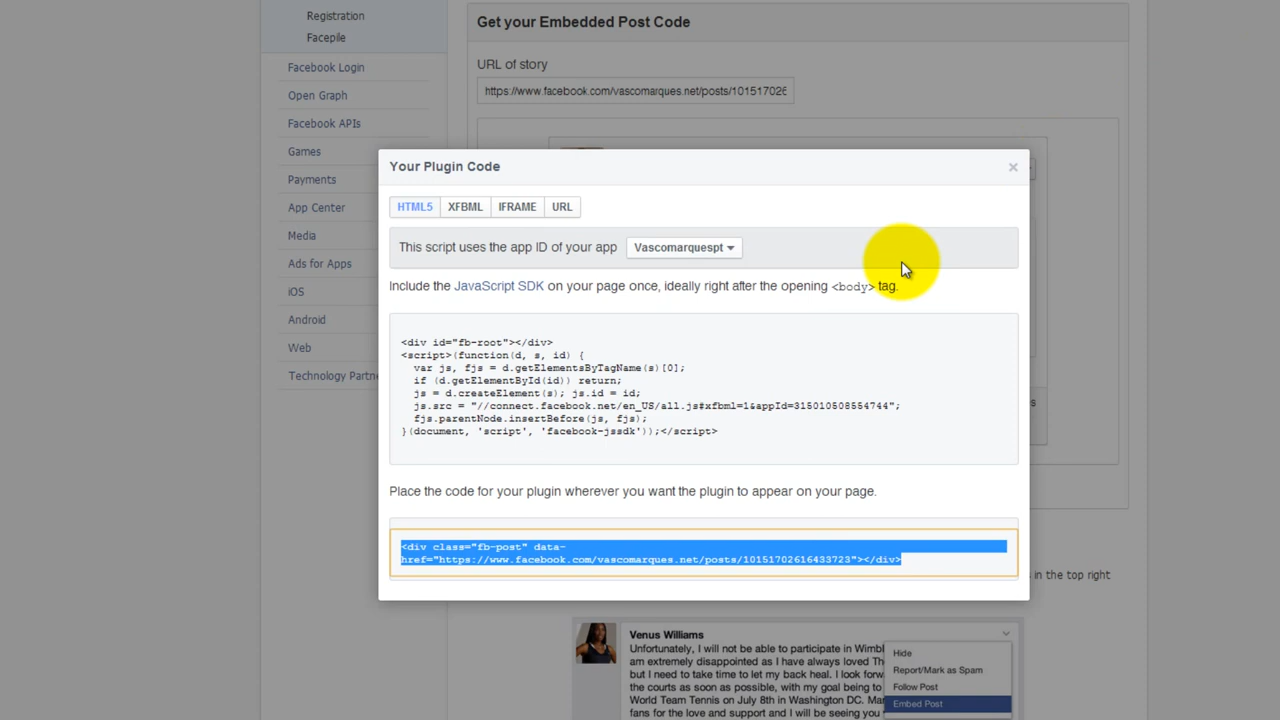 Registration
Facepile
Facebook Login
Open Graph
Facebook APIs
Games
Payments
App Center
Media
Ads for Apps
iOS
Android
Web
Technology Partne
Get your Embedded Post Code
URL of story
https://www.facebook.com/vascomarques.net/posts/101517026
Your Plugin Code
×
HTML5 XFBML IFRAME URL
This script uses the app ID of your app Vascomarquespt
Include the JavaScript SDK on your page once, ideally right after the opening <body> tag.
<div id="fb-root"></div>
<script>(function(d, s, id) {
var js, fjs = d.getElementsByTagName(s)[0];
if (d.getElementById(id)) return;
js = d.createElement(s); js.id = id;
js.src = "//connect.facebook.net/en_US/all.js#xfbml=1&appId=315010508554744";
fjs.parentNode.insertBefore(js, fjs);
}(document, 'script', 'facebook-jssdk'));</script>
Place the code for your plugin wherever you want the plugin to appear on your page.
<div class="fb-post" data-
href="https://www.facebook.com/vascomarques.net/posts/10151702616433723"></div>
s in the top right
Venus Williams
Unfortunately, I will not be able to participate in Wimbl
am extremely disappointed as I have always loved Th
but I need to take time to let my back heal. I look forw
the courts as soon as possible, with my goal being to
World Team Tennis on July 8th in Washington DC. Mar
fans for the love and support and I will be seeing you
Hide
Report/Mark as Spam
Follow Post
Embed Post